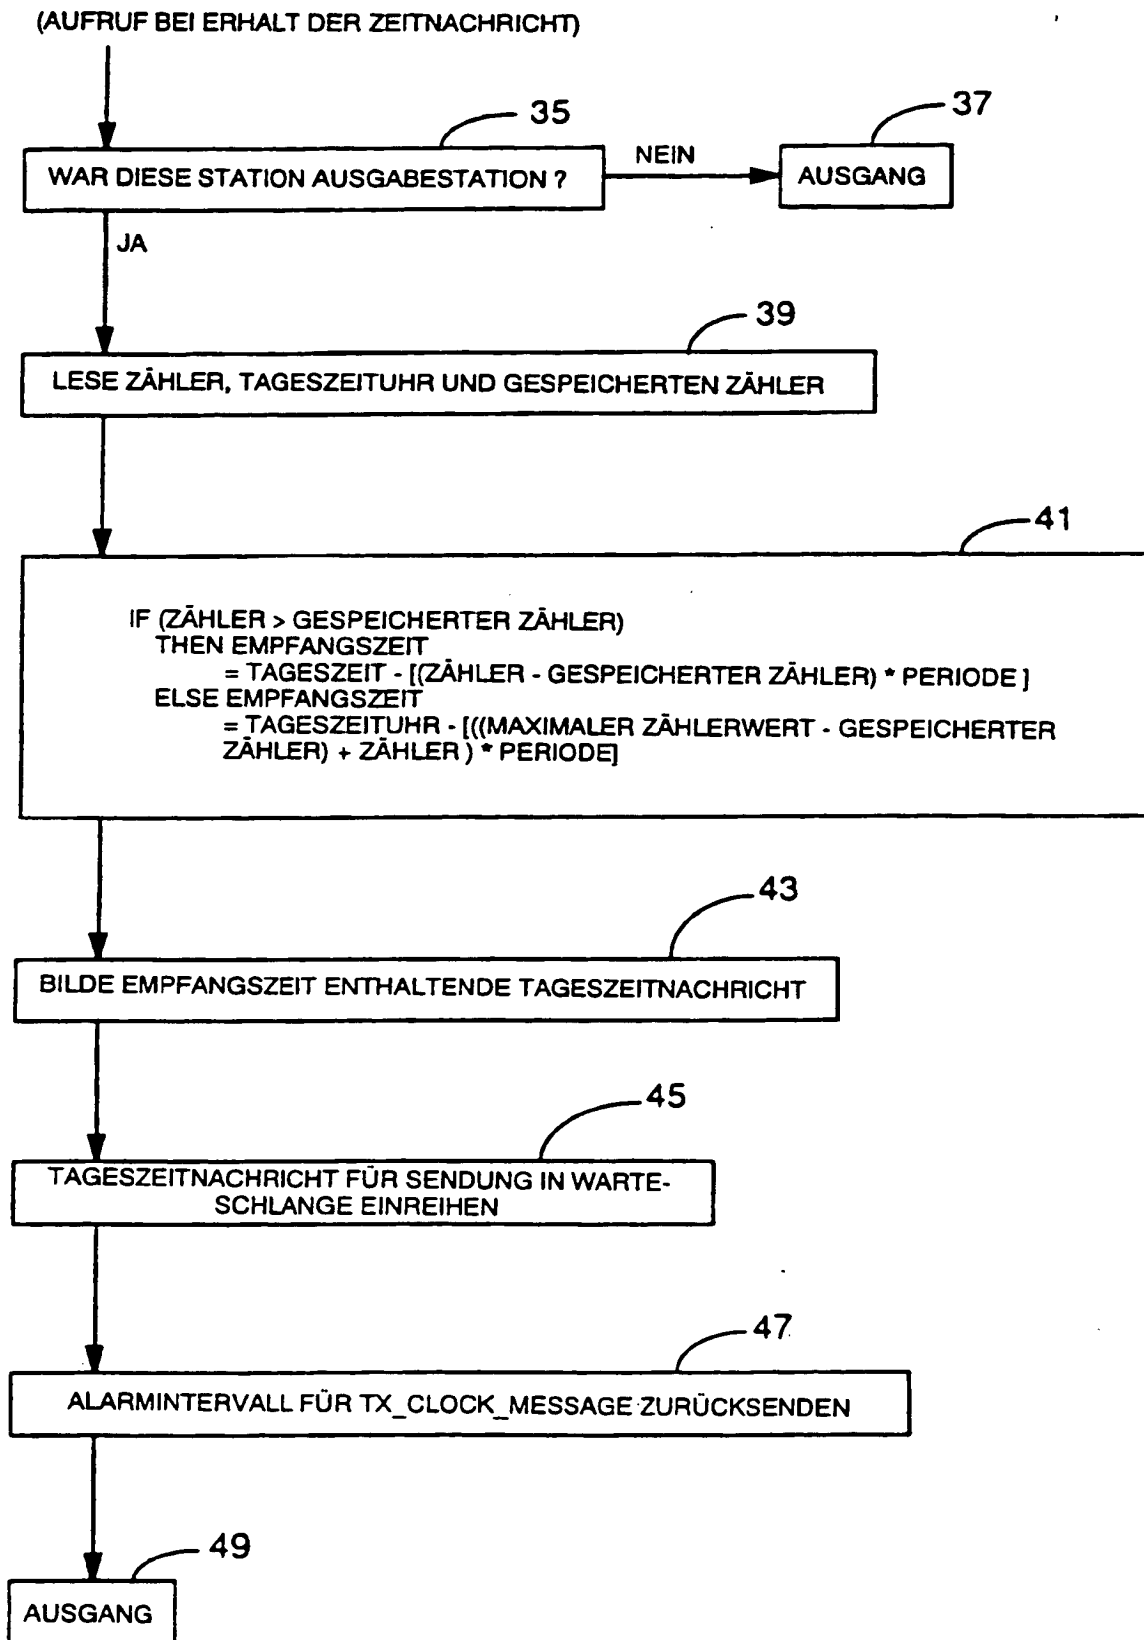 (AUFRUF BEI ERHALT DER ZEITNACHRICHT)
35
37
WAR DIESE STATION AUSGABESTATION ?
NEIN
AUSGANG
JA
39
LESE ZÄHLER, TAGESZEITUHR UND GESPEICHERTEN ZÄHLER
41
IF (ZÄHLER > GESPEICHERTER ZÄHLER)
THEN EMPFANGSZEIT
= TAGESZEIT - [(ZÄHLER - GESPEICHERTER ZÄHLER) * PERIODE ]
ELSE EMPFANGSZEIT
= TAGESZEITUHR - [((MAXIMALER ZÄHLERWERT - GESPEICHERTER
ZÄHLER) + ZÄHLER ) * PERIODE]
43
BILDE EMPFANGSZEIT ENTHALTENDE TAGESZEITNACHRICHT
45
TAGESZEITNACHRICHT FÜR SENDUNG IN WARTE-
SCHLANGE EINREIHEN
47
ALARMINTERVALL FÜR TX_CLOCK_MESSAGE ZURÜCKSENDEN
49
AUSGANG